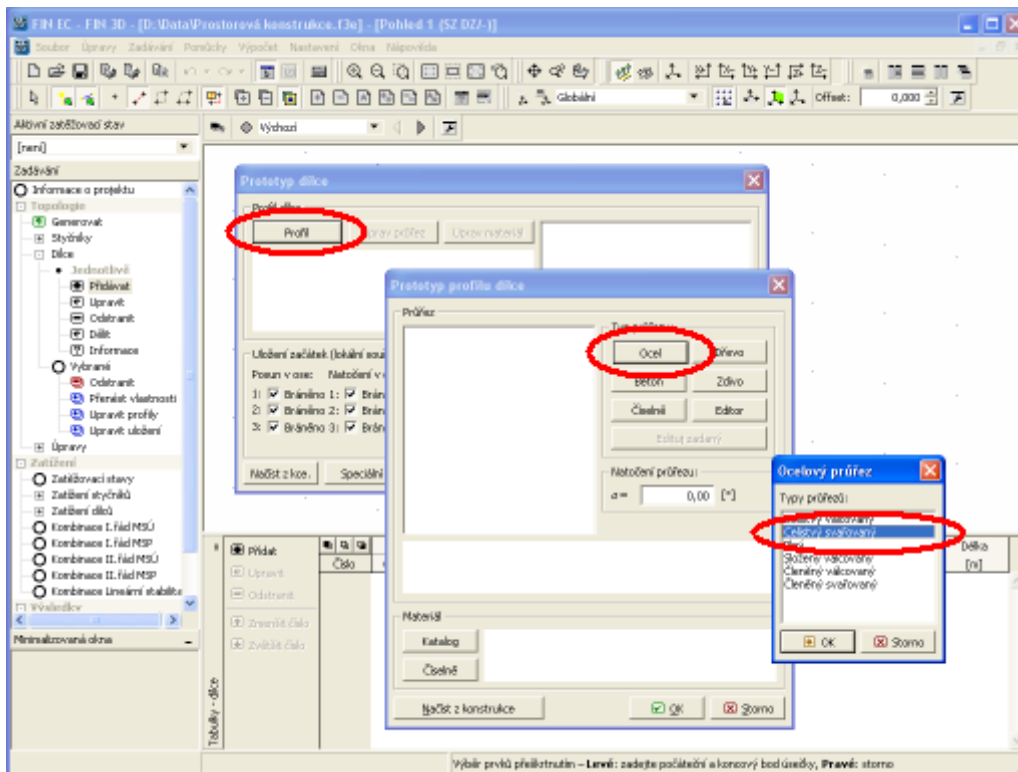 FIN EC - FIN 3D - [D:\Data\Prostorová konstrukce.f3e] - [Pohled 1 (SZ DZ/-)]
Soubor Úpravy Zadávání Pomůcky Výpočet Nastavení Okna Nápověda
Globální
Offset: 0,000
Aktivní zatěžovací stav
[není]
Výchozí
Zadávání
Informace o projektu
Topologie
Generovat
Styčníky
Dílce
Jednotlivě
Přidávat
Upravit
Odstranit
Dělit
Informace
Vybrané
Odstranit
Přenést vlastnosti
Upravit profily
Upravit uložení
Úpravy
Zatížení
Zatěžovací stavy
Zatížení styčníků
Zatížení dílců
Kombinace I.řád MSÚ
Kombinace I.řád MSP
Kombinace II.řád MSÚ
Kombinace II.řád MSP
Kombinace Lineární stabilita
Výsledky
Minimalizovaná okna
Prototyp dílce
Profil dílce
Profil
Uprav průřez
Uprav materiál
Uložení začátek (lokální
Posun v ose: Natočení v
1: Bráněno 1: Brán
2: Bráněno 2: Brán
3: Bráněno 3: Brán
Načíst z kce.
Speciální
Prototyp profilu dílce
Průřez
Typ průřezu:
Ocel
Dřevo
Beton
Zdivo
Číselně
Editor
Edituj zadaný
Natočení průřezu:
α = 0,00 [°]
Materiál
Katalog
Číselně
Načíst z konstrukce
OK
Storno
Ocelový průřez
Typy průřezů:
Celistvý válcovaný
Celistvý svařovaný
Složený válcovaný
Členěný válcovaný
Členěný svařovaný
OK
Storno
Přidat
Upravit
Odstranit
Zmenšit číslo
Zvětšit číslo
Číslo
Délka
[m]
Tabulky - dílce
Výběr prvků přeškrtnutím – Levé: zadejte počáteční a koncový bod úsečky, Pravé: storno